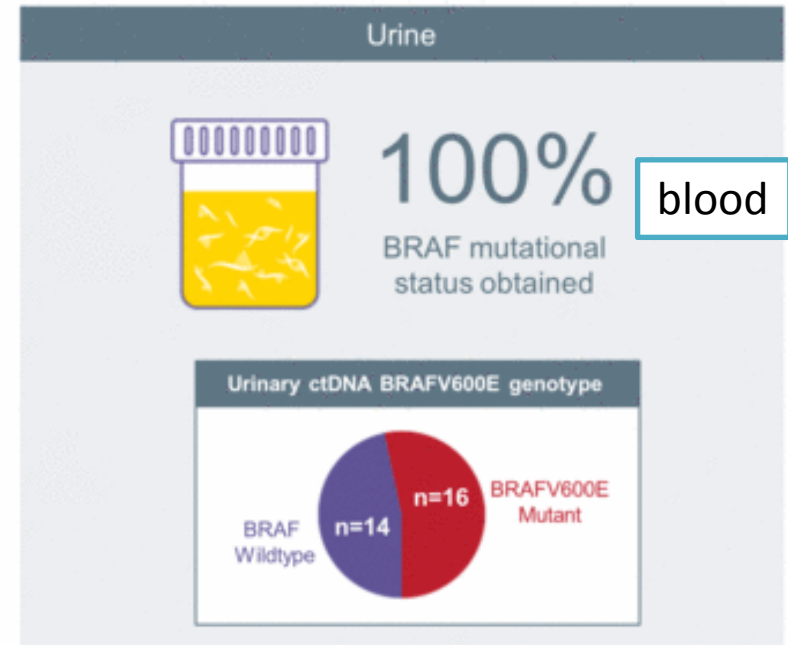 Urine
100%
blood
BRAF mutational
status obtained
Urinary ctDNA BRAFV600E genotype
n=16
BRAFV600E
Mutant
n=14
BRAF
Wildtype